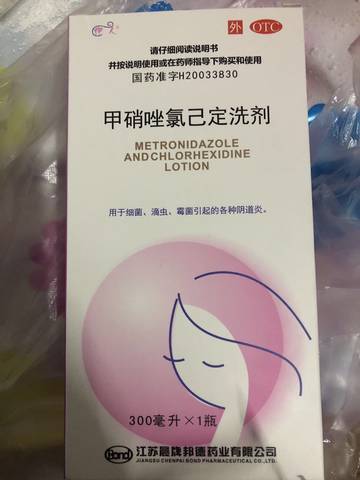 外 OTC
请仔细阅读说明书
并按说明使用或在药师指导下购买和使用
国药准字H20033830
甲硝唑氯己定洗剂
METRONIDAZOLE
AND CHLORHEXIDINE
LOTION
用于细菌、滴虫、霉菌引起的各种阴道炎。
300毫升×1瓶
Bond 江苏晨牌邦德药业有限公司
JIANGSU CHENPAI BOND PHARMACEUTICAL CO.,LTD.